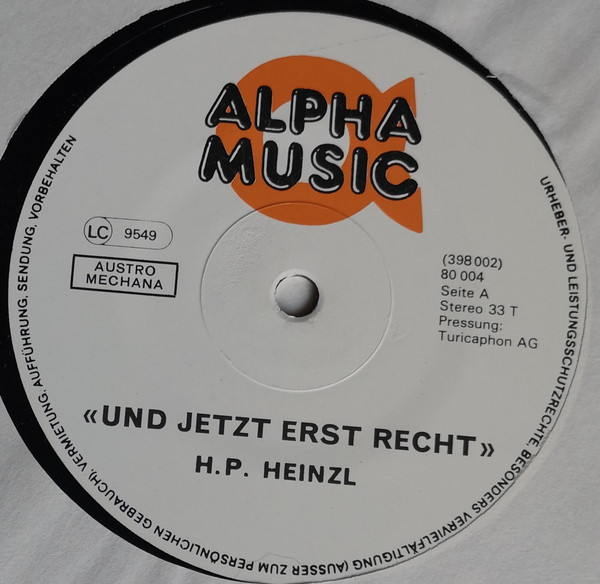 ALPHA
MUSIC
LC 9549
AUSTRO
MECHANA
(398 002)
80 004
Seite A
Stereo 33 T
Pressung:
Turicaphon AG
«UND JETZT ERST RECHT»
H.P. HEINZL
URHEBER- UND LEISTUNGSSCHUTZRECHTE, BESONDERS VERVIELFÄLTIGUNG (AUSSER ZUM PERSÖNLICHEN GEBRAUCH), VERMIETUNG, AUFFÜHRUNG, SENDUNG, VORBEHALTEN